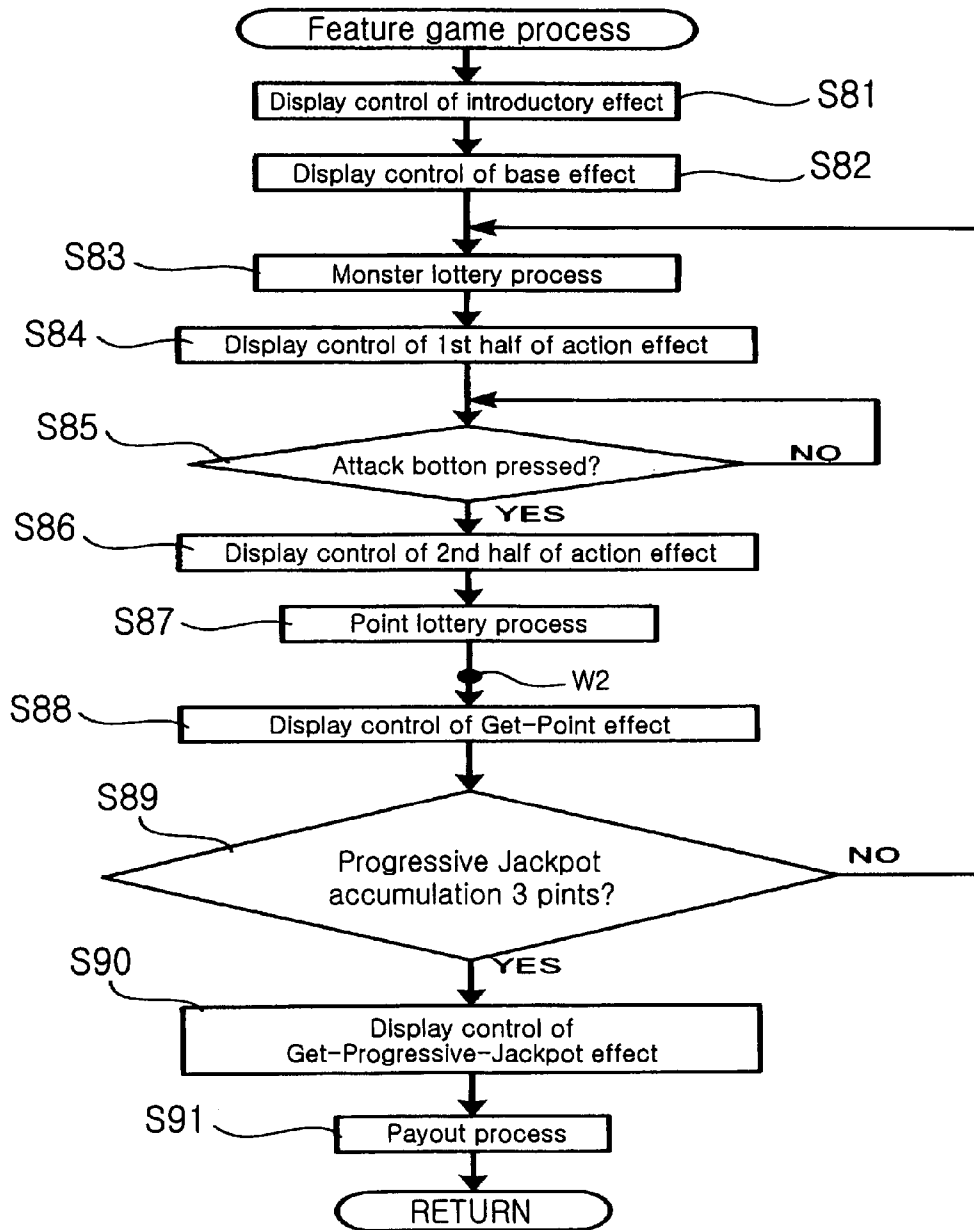 Feature game process
Display control of introductory effect
S81
Display control of base effect
S82
S83
Monster lottery process
S84
Display control of 1st half of action effect
S85
Attack botton pressed?
NO
YES
S86
Display control of 2nd half of action effect
S87
Point lottery process
W2
S88
Display control of Get-Point effect
S89
Progressive Jackpot
accumulation 3 pints?
NO
YES
S90
Display control of
Get-Progressive-Jackpot effect
S91
Payout process
RETURN